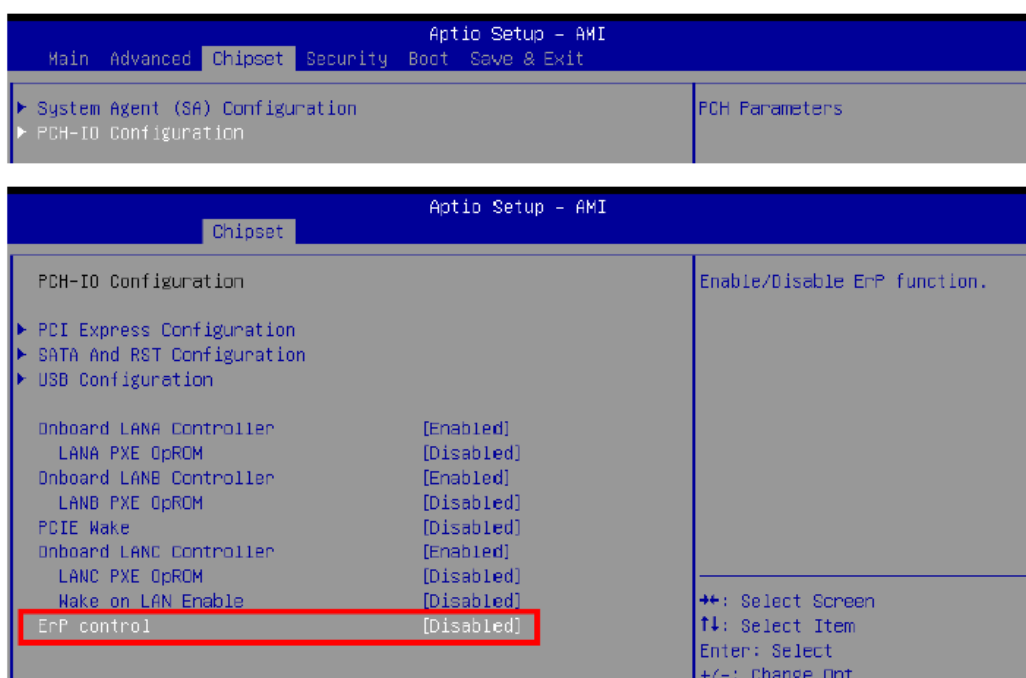 Aptio Setup – AMI
Main Advanced Chipset Security Boot Save & Exit
▶ System Agent (SA) Configuration
▶ PCH-IO Configuration
PCH Parameters
Aptio Setup – AMI
Chipset
PCH-IO Configuration
▶ PCI Express Configuration
▶ SATA And RST Configuration
▶ USB Configuration
Onboard LANA Controller [Enabled]
LANA PXE OpROM [Disabled]
Onboard LANB Controller [Enabled]
LANB PXE OpROM [Disabled]
PCIE Wake [Disabled]
Onboard LANC Controller [Enabled]
LANC PXE OpROM [Disabled]
Wake on LAN Enable [Disabled]
ErP control [Disabled]
Enable/Disable ErP function.
→←: Select Screen
↑↓: Select Item
Enter: Select
+/-: Change Opt.